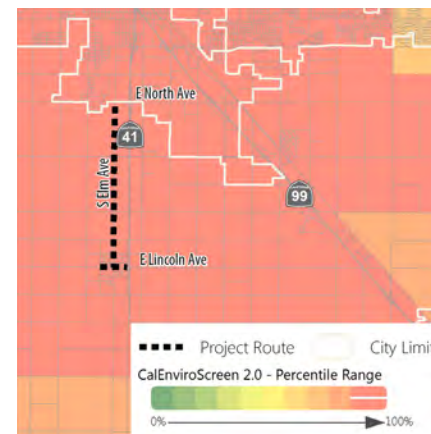 E North Ave
41
S Elm Ave
99
E Lincoln Ave
Project Route
City Limi
CalEnviroScreen 2.0 - Percentile Range
0%
100%